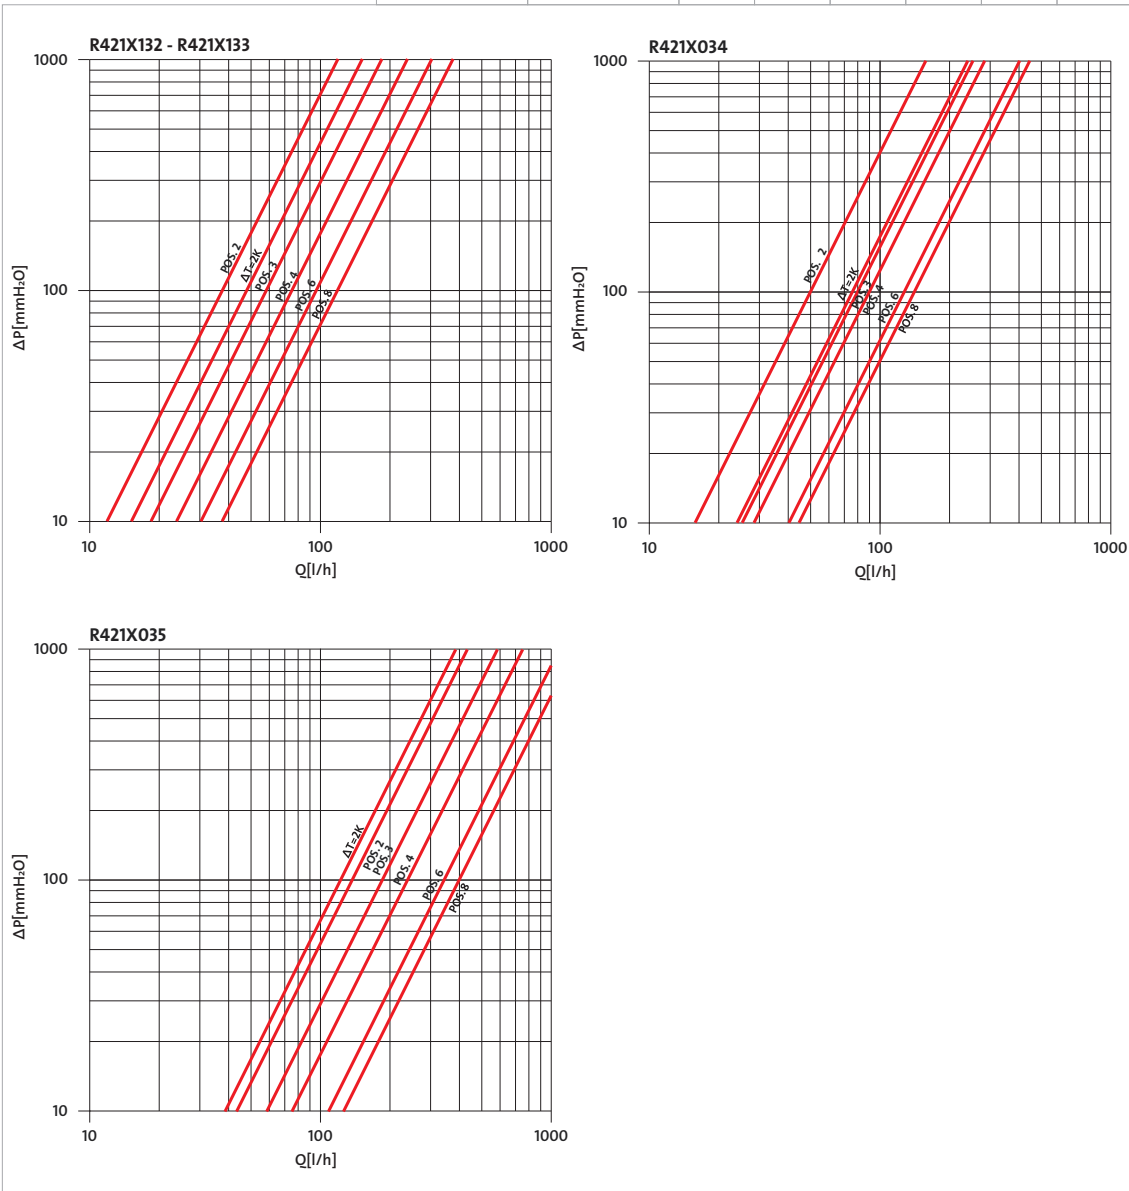 R421X132 - R421X133
1000
100
10
ΔP[mmH₂O]
POS. 2
ΔT=2K
POS. 3
POS. 4
POS. 6
POS.8
10
100
1000
Q[l/h]
R421X034
1000
100
10
ΔP[mmH₂O]
POS. 2
ΔT=2K
POS. 3
POS. 4
POS. 6
POS.8
10
100
1000
Q[l/h]
R421X035
1000
100
10
ΔP[mmH₂O]
ΔT=2K
POS. 2
POS. 3
POS. 4
POS. 6
POS.8
10
100
1000
Q[l/h]